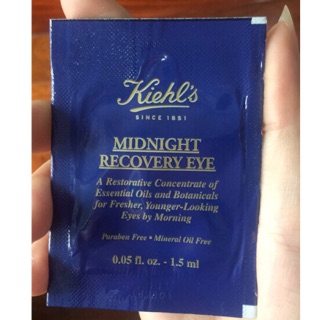 Kiehl's
SINCE 1851
MIDNIGHT
RECOVERY EYE
A Restorative Concentrate of
Essential Oils and Botanicals
for Fresher, Younger-Looking
Eyes by Morning
Paraben Free • Mineral Oil Free
0.05 fl. oz. - 1.5 ml